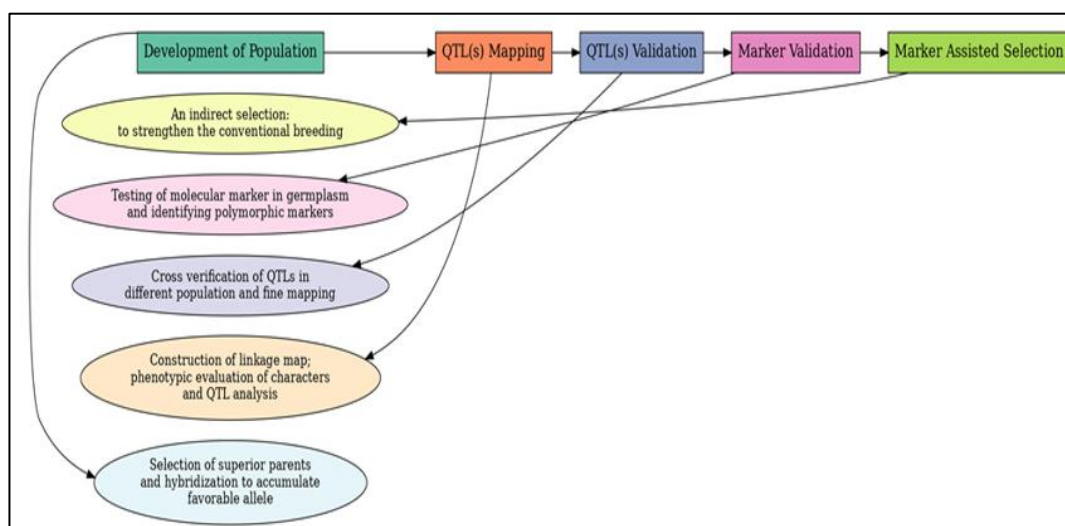 Development of Population
QTL(s) Mapping
QTL(s) Validation
Marker Validation
Marker Assisted Selection
An indirect selection:
to strengthen the conventional breeding
Testing of molecular marker in germplasm
and identifying polymorphic markers
Cross verification of QTLs in
different population and fine mapping
Construction of linkage map;
phenotypic evaluation of characters
and QTL analysis
Selection of superior parents
and hybridization to accumulate
favorable allele